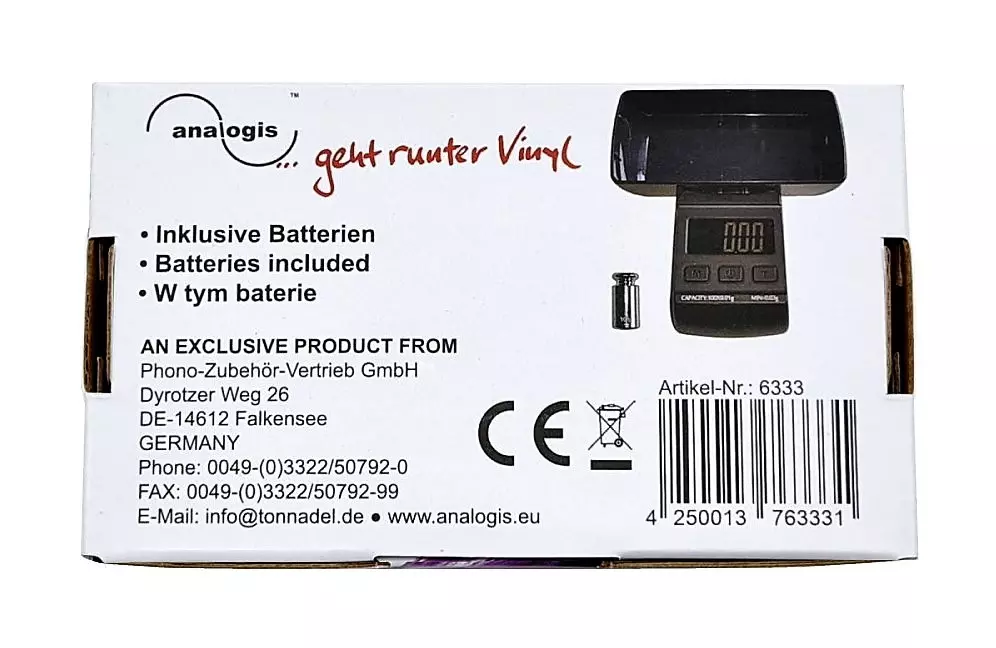 analogis
™
... geht runter Vinyl
• Inklusive Batterien
• Batteries included
• W tym baterie
0.00
AN EXCLUSIVE PRODUCT FROM
Phono-Zubehör-Vertrieb GmbH
Dyrotzer Weg 26
DE-14612 Falkensee
GERMANY
Phone: 0049-(0)3322/50792-0
FAX: 0049-(0)3322/50792-99
E-Mail: info@tonnadel.de ● www.analogis.eu
CE
Artikel-Nr.: 6333
4 250013 763331